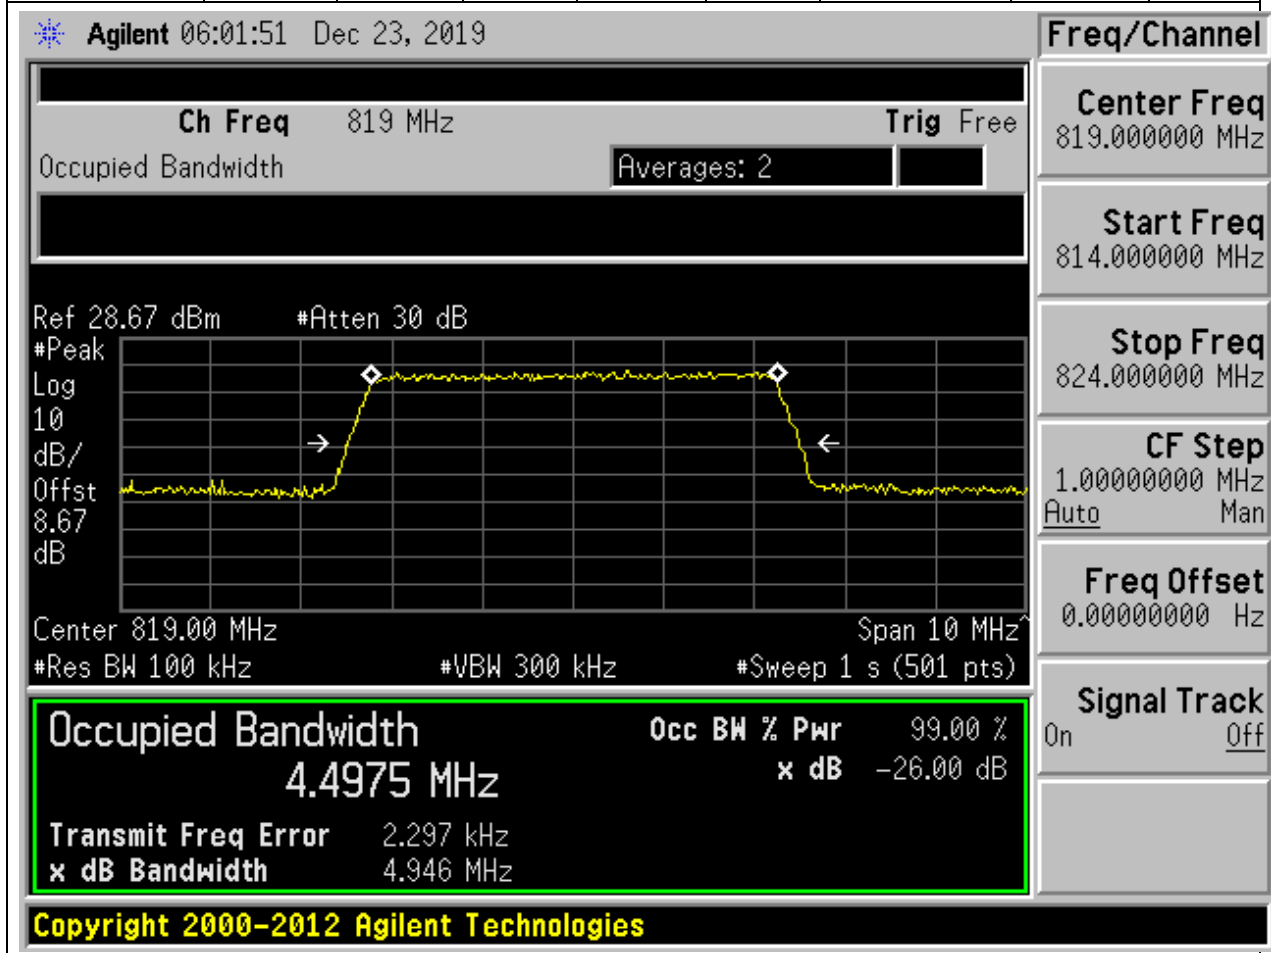 Agilent 06:01:51 Dec 23, 2019
Freq/Channel
Ch Freq 819 MHz Trig Free
Occupied Bandwidth Averages: 2
Center Freq
819.000000 MHz
Start Freq
814.000000 MHz
Stop Freq
824.000000 MHz
CF Step
1.00000000 MHz
Auto Man
Freq Offset
0.00000000 Hz
Signal Track
On Off
Ref 28.67 dBm #Atten 30 dB
#Peak
Log
10
dB/
Offst
8.67
dB
Center 819.00 MHz Span 10 MHz^
#Res BW 100 kHz #VBW 300 kHz #Sweep 1 s (501 pts)
Occupied Bandwidth Occ BW % Pwr 99.00 %
4.4975 MHz x dB -26.00 dB
Transmit Freq Error 2.297 kHz
x dB Bandwidth 4.946 MHz
Copyright 2000-2012 Agilent Technologies